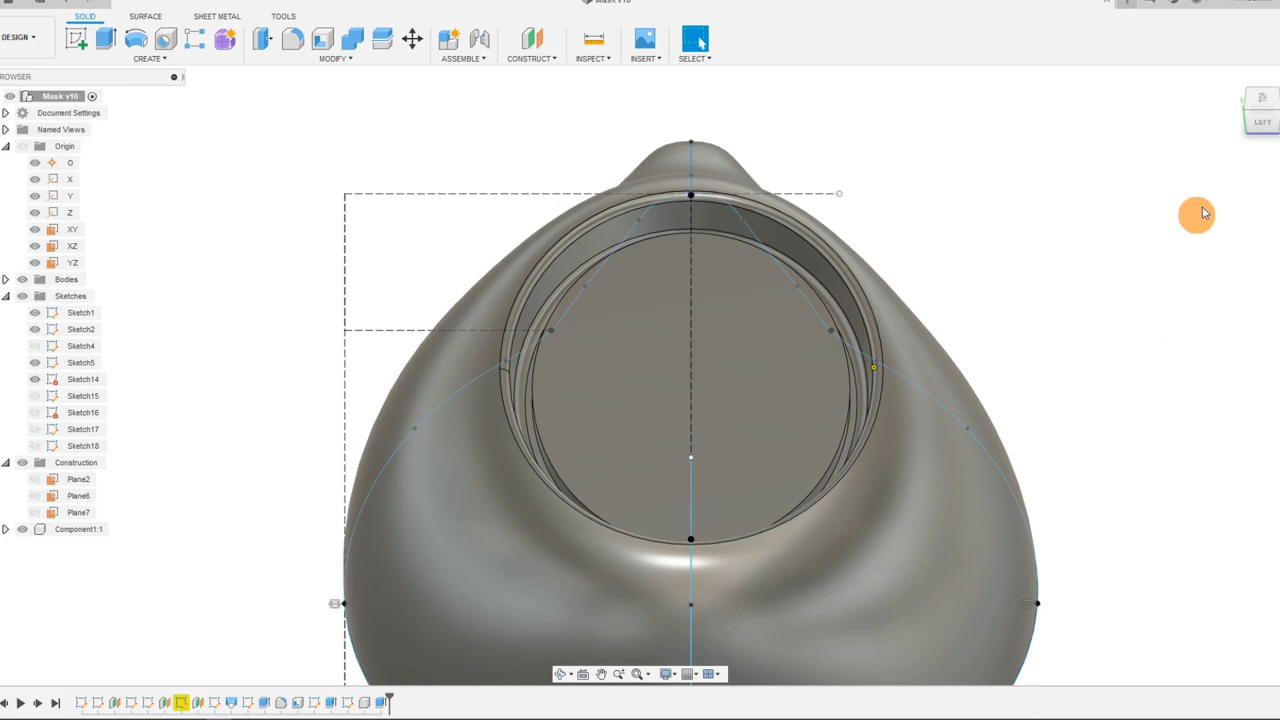 Mask v10
SOLID SURFACE SHEET METAL TOOLS
DESIGN
CREATE MODIFY ASSEMBLE CONSTRUCT INSPECT INSERT SELECT
ROWSER
Mask v10
Document Settings
Named Views
Origin
O
X
Y
Z
XY
XZ
YZ
Bodies
Sketches
Sketch1
Sketch2
Sketch4
Sketch5
Sketch14
Sketch15
Sketch16
Sketch17
Sketch18
Construction
Plane2
Plane6
Plane7
Component1:1
LEFT